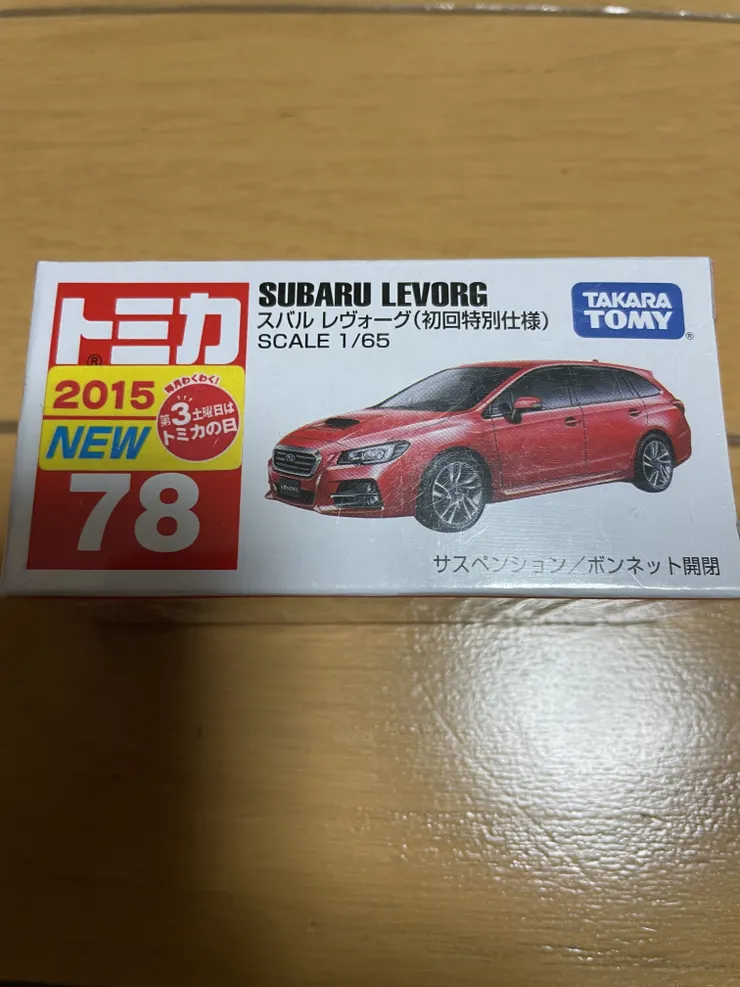 トミカ
®
2015
NEW
毎月わくわく!
第3土曜日は
トミカの日
78
SUBARU LEVORG
スバル レヴォーグ(初回特別仕様)
SCALE 1/65
TAKARA
TOMY
®
LEVORG
サスペンション/ボンネット開閉